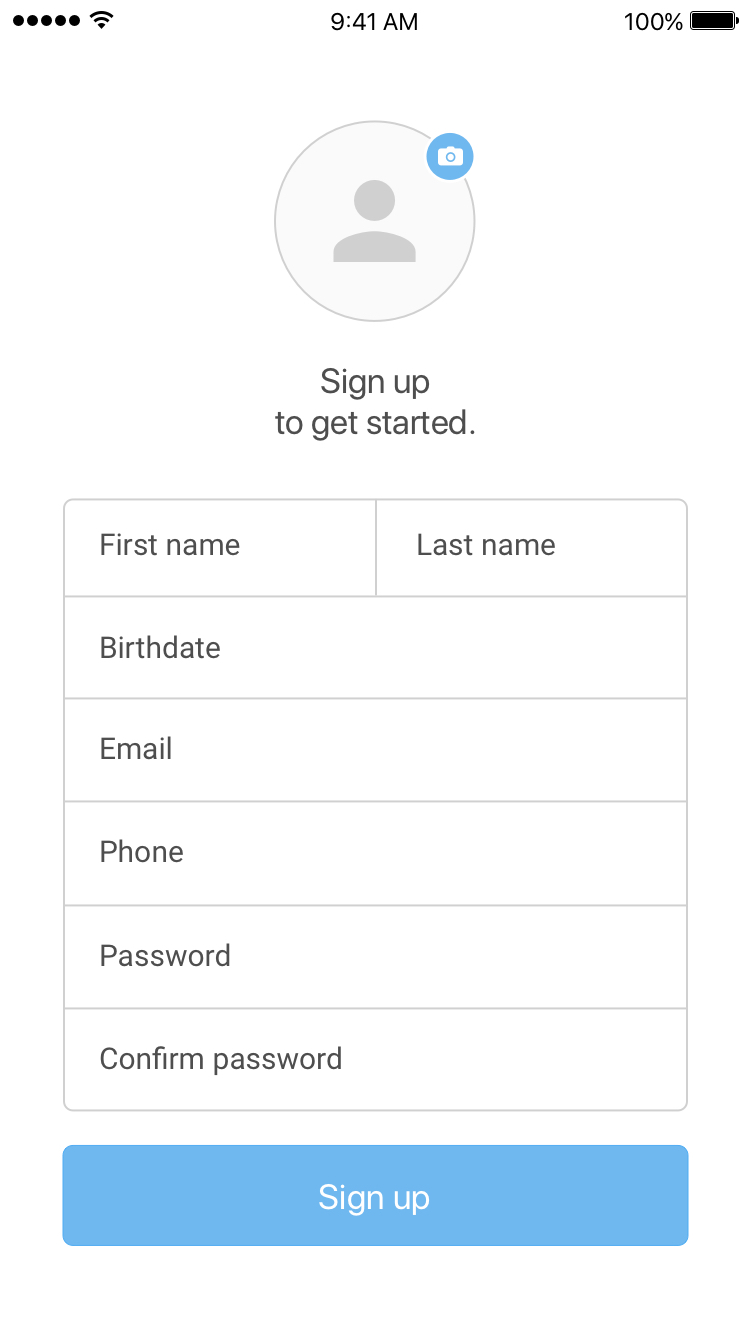 9:41 AM 100%
Sign up
to get started.
First name Last name
Birthdate
Email
Phone
Password
Confirm password
Sign up